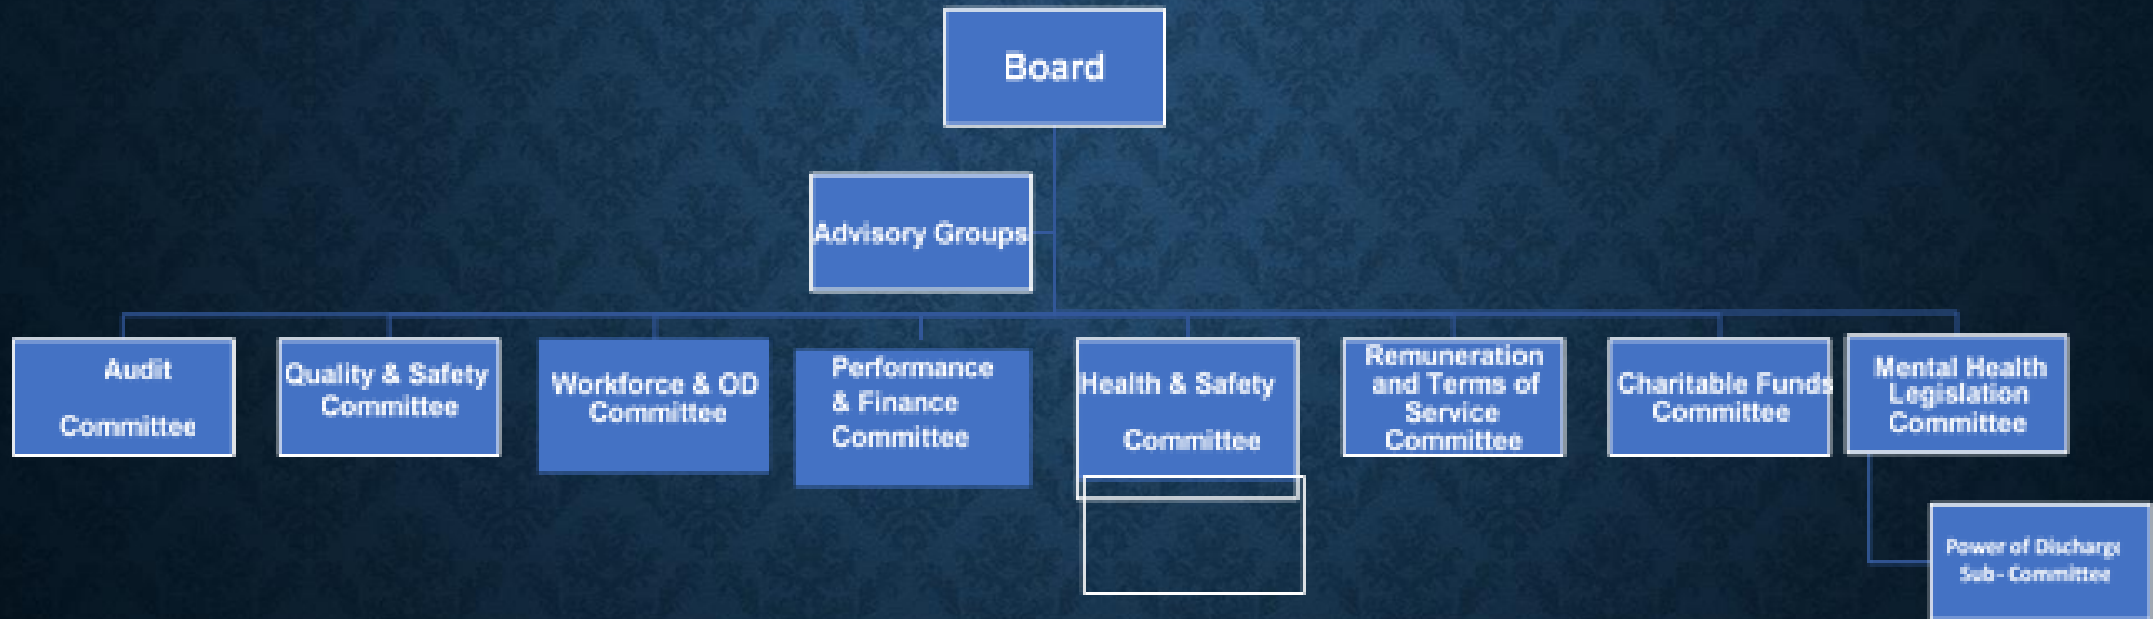 Board
Advisory Groups
Audit
Committee
Quality & Safety
Committee
Workforce & OD
Committee
Performance
& Finance
Committee
Health & Safety
Committee
Remuneration
and Terms of
Service
Committee
Charitable Funds
Committee
Mental Health
Legislation
Committee
Power of Discharge
Sub-Committee